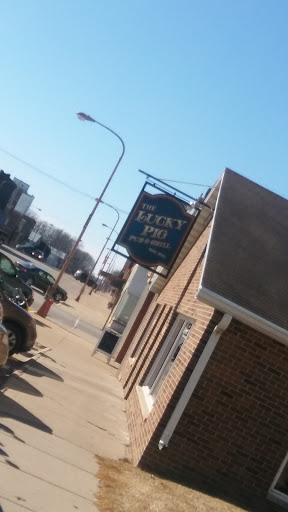 THE
LUCKY
PIG
PUB & GRILL